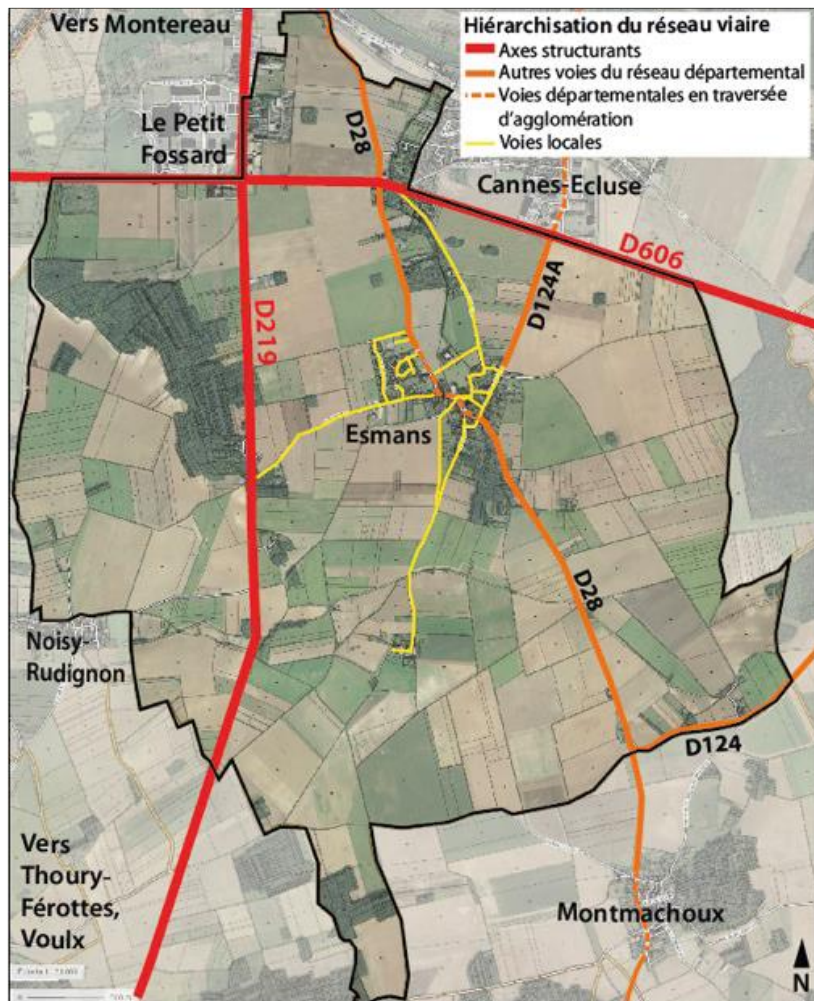 Hiérarchisation du réseau viaire
Axes structurants
Autres voies du réseau départemental
Voies départementales en traversée
d'agglomération
Voies locales
Vers Montereau
Le Petit
Fossard
D28
Cannes-Ecluse
D606
D124A
D219
Esmans
D28
Noisy-
Rudignon
D124
Vers
Thoury-
Férottes,
Voulx
Montmachoux
N